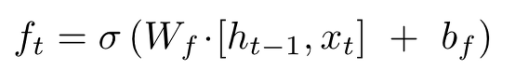 f_t = σ (W_f · [h_{t−1}, x_t] + b_f)